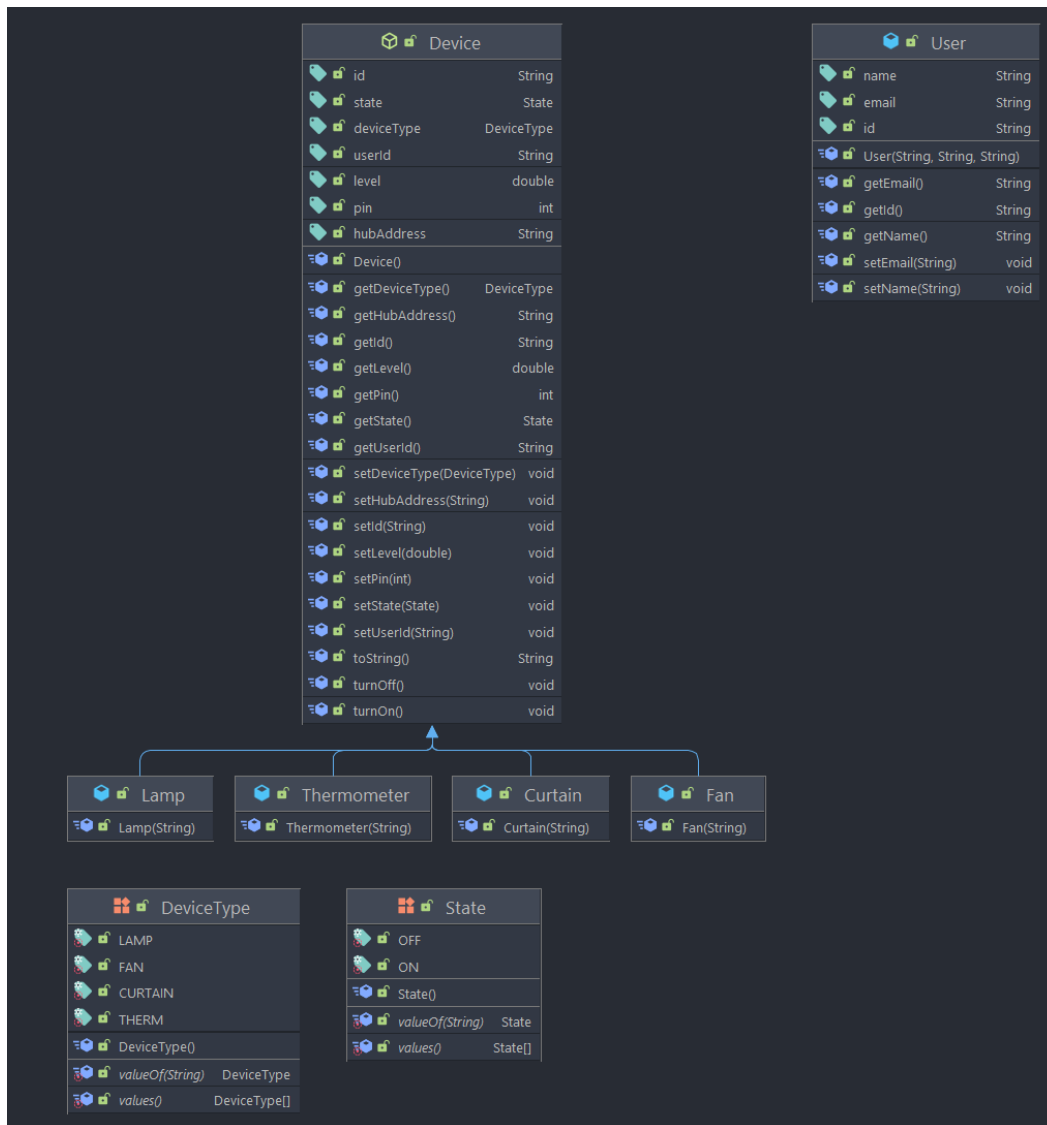 Device
id String
state State
deviceType DeviceType
userId String
level double
pin int
hubAddress String
Device()
getDeviceType() DeviceType
getHubAddress() String
getId() String
getLevel() double
getPin() int
getState() State
getUserId() String
setDeviceType(DeviceType) void
setHubAddress(String) void
setId(String) void
setLevel(double) void
setPin(int) void
setState(State) void
setUserId(String) void
toString() String
turnOff() void
turnOn() void
User
name String
email String
id String
User(String, String, String)
getEmail() String
getId() String
getName() String
setEmail(String) void
setName(String) void
Lamp
Lamp(String)
Thermometer
Thermometer(String)
Curtain
Curtain(String)
Fan
Fan(String)
DeviceType
LAMP
FAN
CURTAIN
THERM
DeviceType()
valueOf(String) DeviceType
values() DeviceType[]
State
OFF
ON
State()
valueOf(String) State
values() State[]